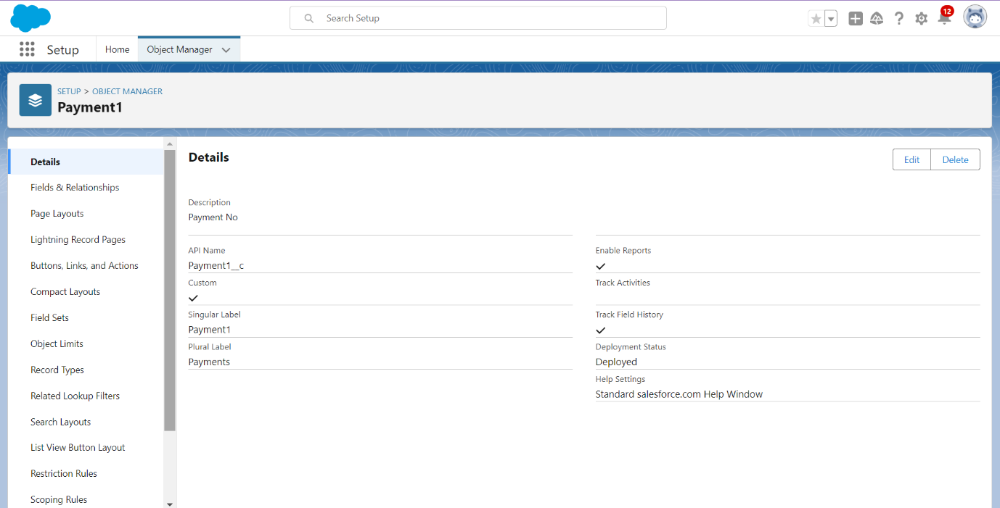 Search Setup
12
Setup
Home
Object Manager
SETUP > OBJECT MANAGER
Payment1
Details
Fields & Relationships
Page Layouts
Lightning Record Pages
Buttons, Links, and Actions
Compact Layouts
Field Sets
Object Limits
Record Types
Related Lookup Filters
Search Layouts
List View Button Layout
Restriction Rules
Scoping Rules
Details
Edit
Delete
Description
Payment No
API Name
Payment1__c
Custom
Singular Label
Payment1
Plural Label
Payments
Enable Reports
Track Activities
Track Field History
Deployment Status
Deployed
Help Settings
Standard salesforce.com Help Window